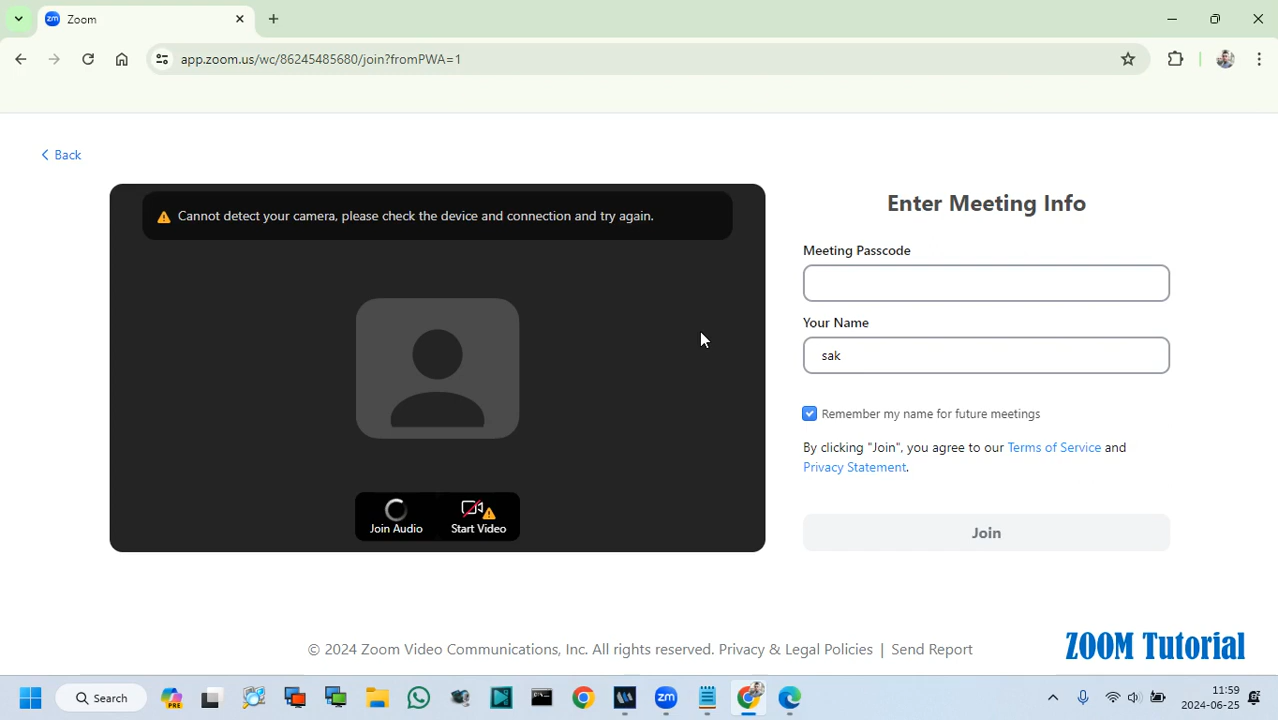 zm Zoom
app.zoom.us/wc/86245485680/join?fromPWA=1
Back
Cannot detect your camera, please check the device and connection and try again.
Join Audio
Start Video
Enter Meeting Info
Meeting Passcode
Your Name
sak
Remember my name for future meetings
By clicking "Join", you agree to our Terms of Service and
Privacy Statement.
Join
© 2024 Zoom Video Communications, Inc. All rights reserved. Privacy & Legal Policies | Send Report
ZOOM Tutorial
Search
PRE
zm
11:59
2024-06-25